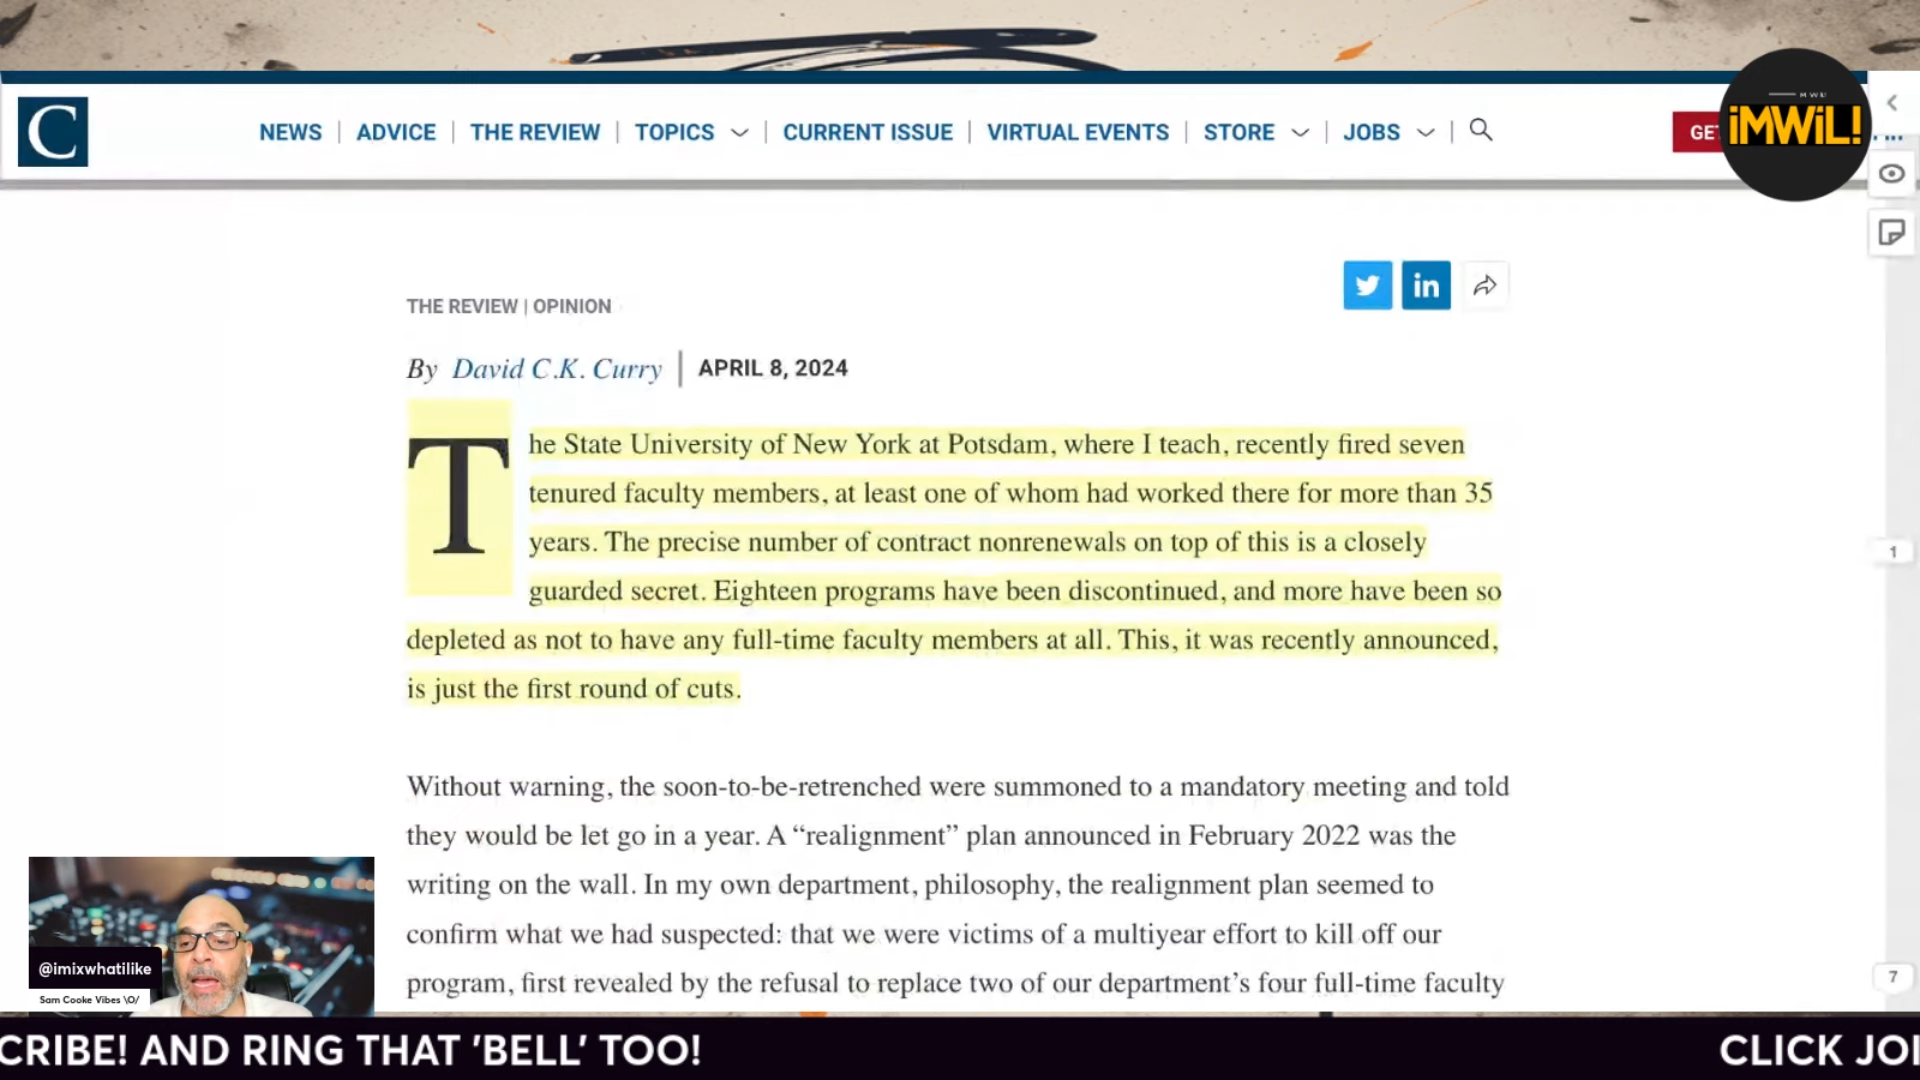 M W I L!
iMWiL!
C
NEWS | ADVICE | THE REVIEW | TOPICS | CURRENT ISSUE | VIRTUAL EVENTS | STORE | JOBS |
GE
in
THE REVIEW | OPINION
By David C.K. Curry | APRIL 8, 2024
The State University of New York at Potsdam, where I teach, recently fired seven
tenured faculty members, at least one of whom had worked there for more than 35
years. The precise number of contract nonrenewals on top of this is a closely
guarded secret. Eighteen programs have been discontinued, and more have been so
depleted as not to have any full-time faculty members at all. This, it was recently announced,
is just the first round of cuts.
1
Without warning, the soon-to-be-retrenched were summoned to a mandatory meeting and told
they would be let go in a year. A “realignment” plan announced in February 2022 was the
writing on the wall. In my own department, philosophy, the realignment plan seemed to
confirm what we had suspected: that we were victims of a multiyear effort to kill off our
program, first revealed by the refusal to replace two of our department’s four full-time faculty
7
@imixwhatilike
Sam Cooke Vibes \O/
CRIBE! AND RING THAT 'BELL' TOO!
CLICK JOI